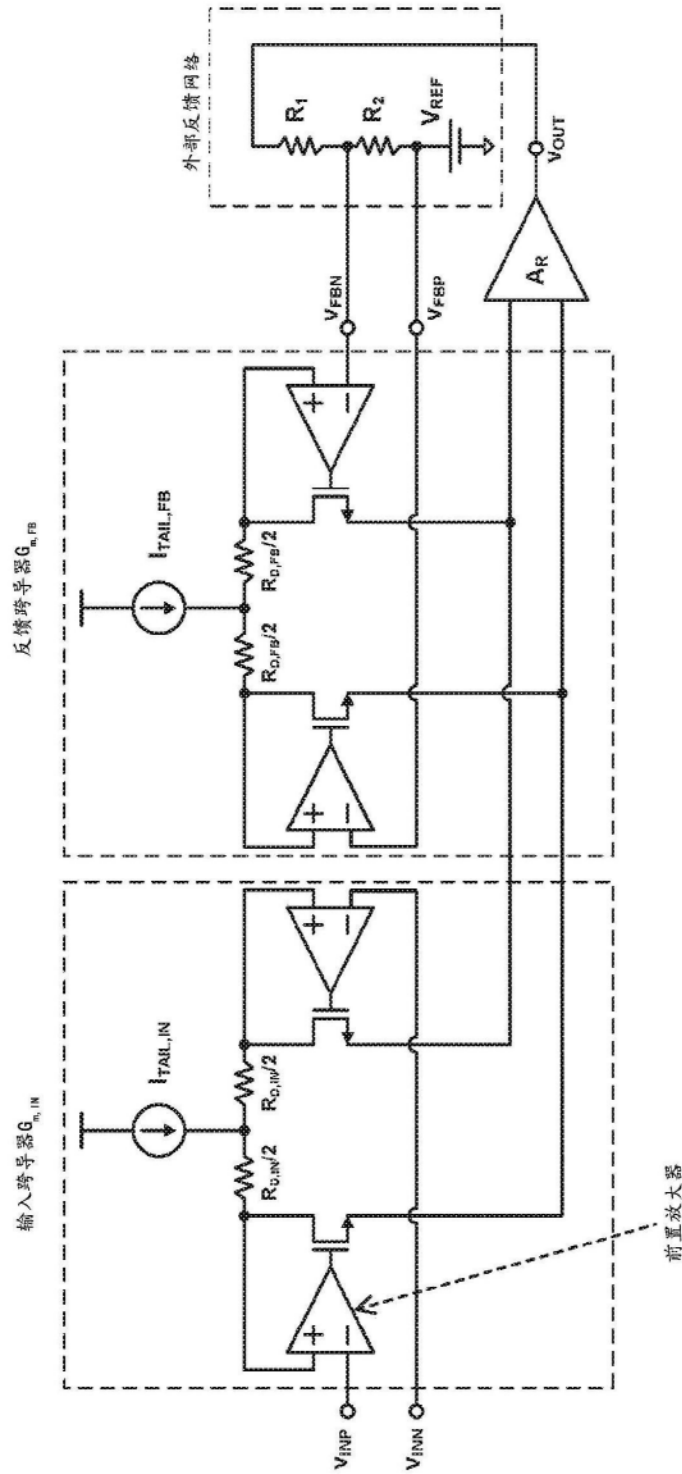 输入跨导器Gm,IN
反馈跨导器Gm,FB
外部反馈网络
ITAIL,IN
ITAIL,FB
RD,IN/2
RD,IN/2
RD,FB/2
RD,FB/2
R1
R2
VREF
VINP
VINN
VFBN
VFBP
+
−
+
−
+
−
+
−
AR
VOUT
前置放大器